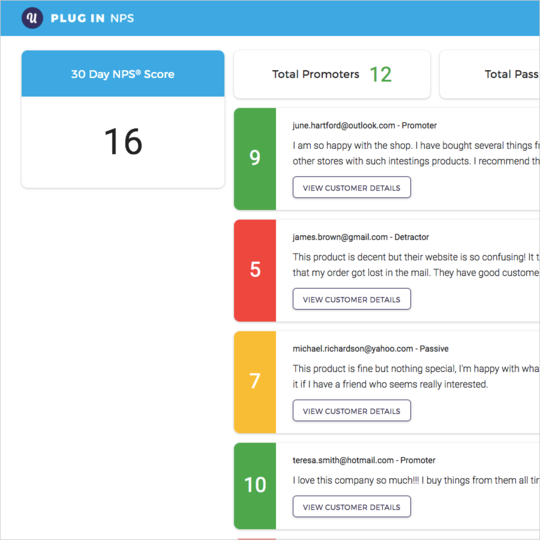 PLUG IN NPS
30 Day NPS® Score
16
Total Promoters 12
Total Pass
9
june.hartford@outlook.com - Promoter
I am so happy with the shop. I have bought several things
other stores with such intestings products. I recommend
VIEW CUSTOMER DETAILS
5
james.brown@gmail.com - Detractor
This product is decent but their website is so confusing! It
that my order got lost in the mail. They have good custome
VIEW CUSTOMER DETAILS
7
michael.richardson@yahoo.com - Passive
This product is fine but nothing special, I'm happy with wha
it if I have a friend who seems really interested.
VIEW CUSTOMER DETAILS
10
teresa.smith@hotmail.com - Promoter
I love this company so much!!! I buy things from them all
VIEW CUSTOMER DETAILS